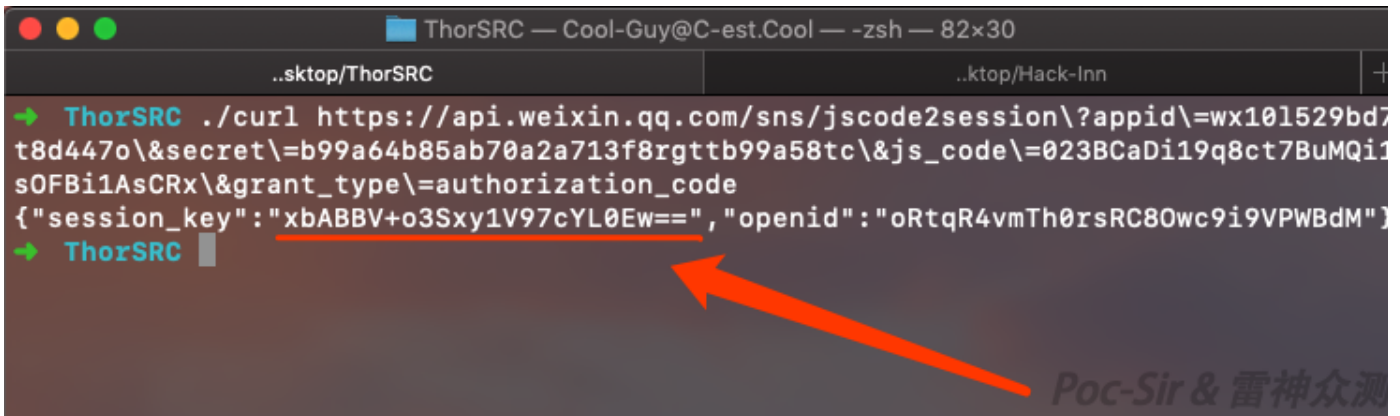 ThorSRC — Cool-Guy@C-est.Cool — -zsh — 82×30
..sktop/ThorSRC ..ktop/Hack-Inn +
➜ ThorSRC ./curl https://api.weixin.qq.com/sns/jscode2session\?appid\=wx10l529bd7
t8d447o\&secret\=b99a64b85ab70a2a713f8rgttb99a58tc\&js_code\=023BCaDi19q8ct7BuMQi1
sOFBi1AsCRx\&grant_type\=authorization_code
{"session_key":"xbABBV+o3Sxy1V97cYL0Ew==","openid":"oRtqR4vmTh0rsRC8Owc9i9VPWBdM"}
➜ ThorSRC
Poc-Sir & 雷神众测